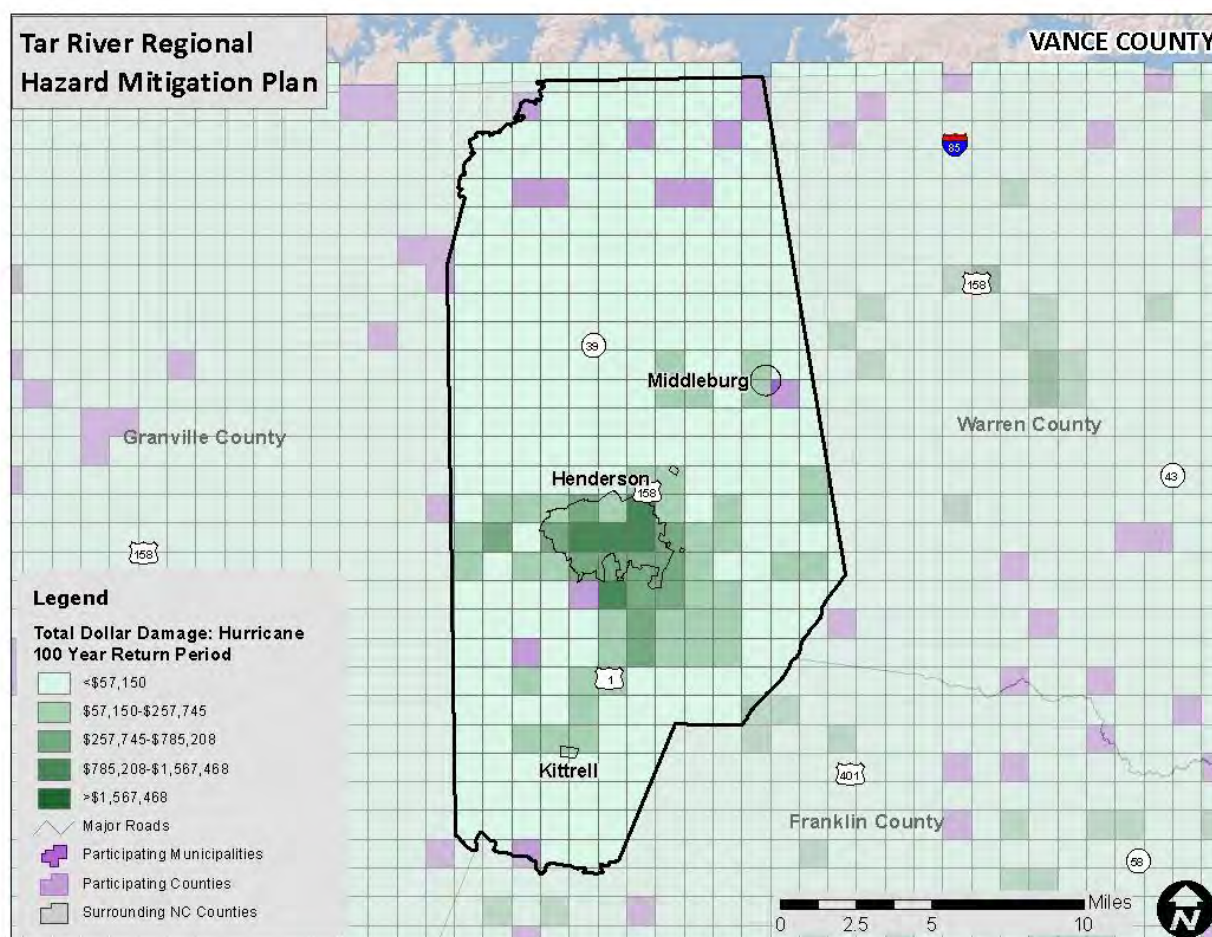 Tar River Regional
Hazard Mitigation Plan
VANCE COUNTY
85
158
39
Middleburg
Granville County
Warren County
43
Henderson
158
158
1
Kittrell
401
Franklin County
58
Legend
Total Dollar Damage: Hurricane
100 Year Return Period
<$57,150
$57,150-$257,745
$257,745-$785,208
$785,208-$1,567,468
>$1,567,468
Major Roads
Participating Municipalities
Participating Counties
Surrounding NC Counties
Miles
0 2.5 5 10
N